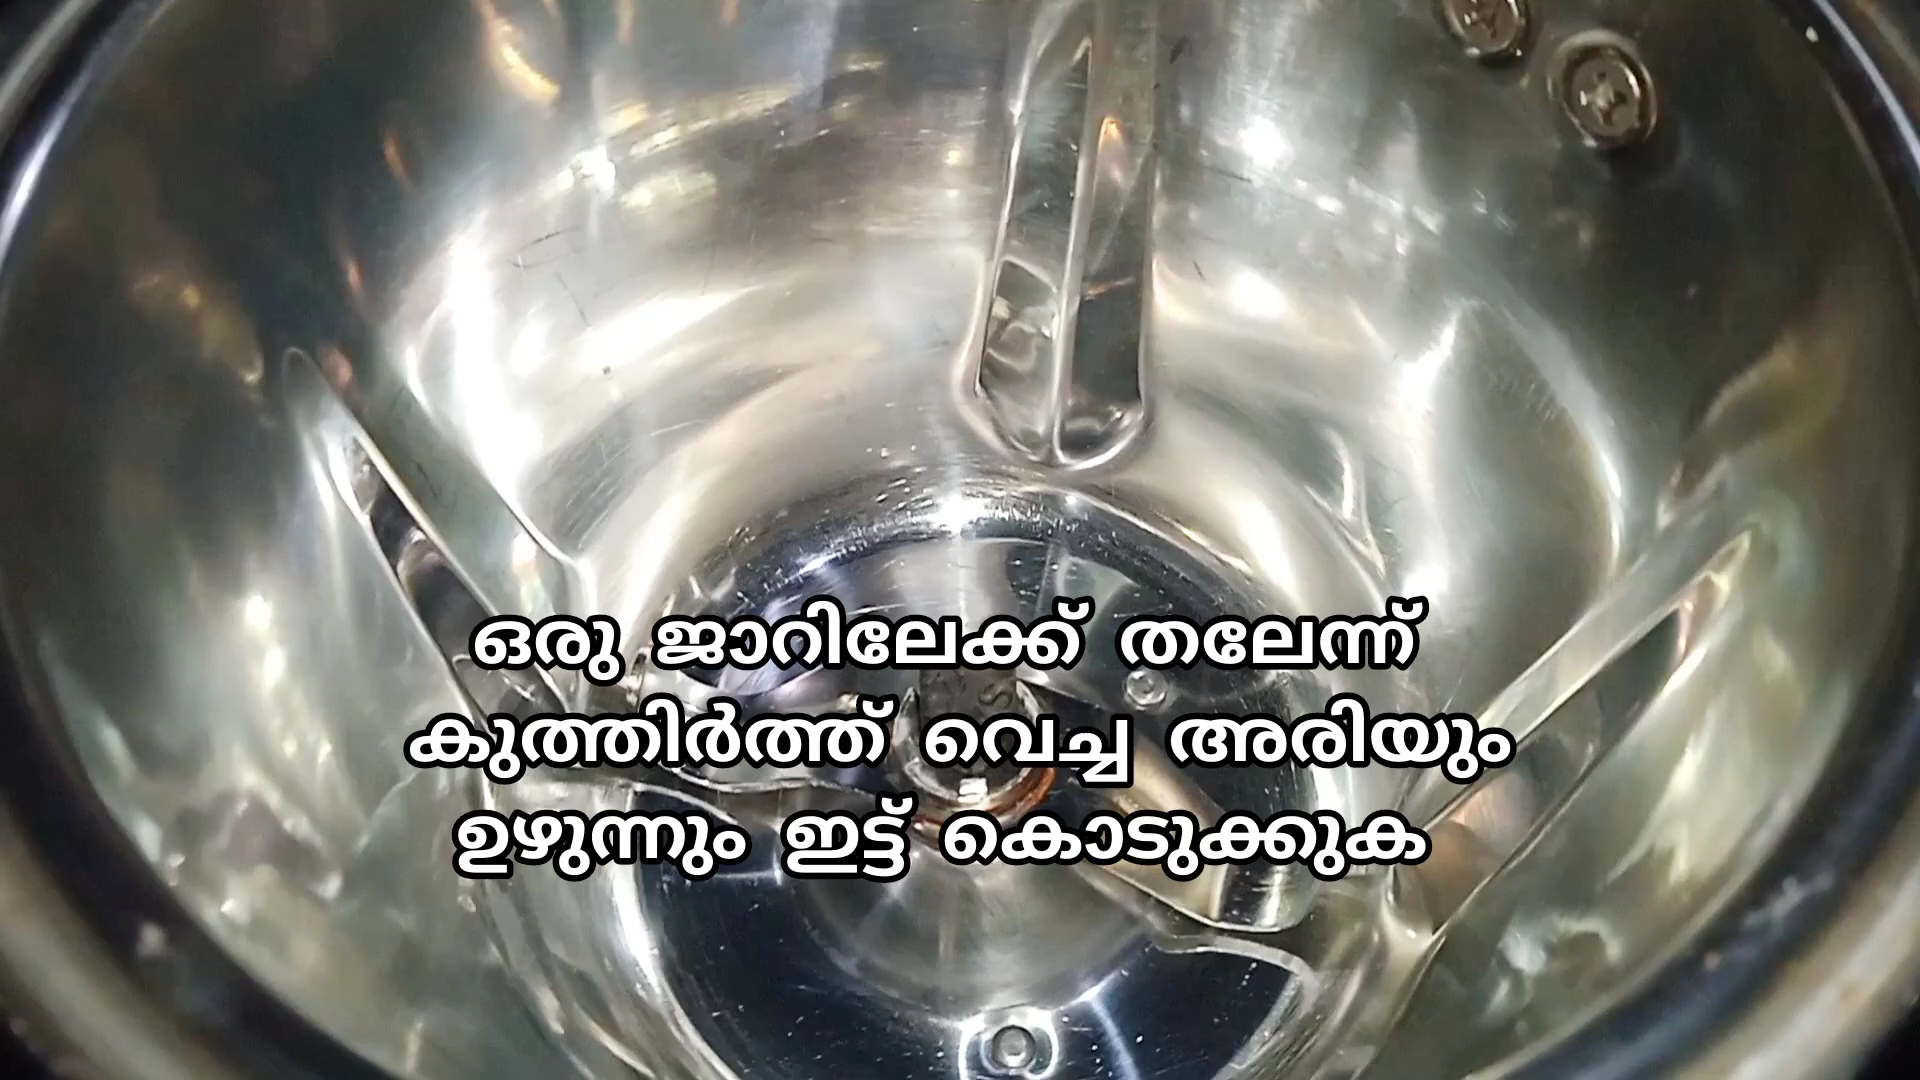 ഒരു ജാറിലേക്ക് തലേന്ന്
കുത്തിർത്ത് വെച്ച അരിയും
ഉഴുന്നും ഇട്ട് കൊടുക്കുക